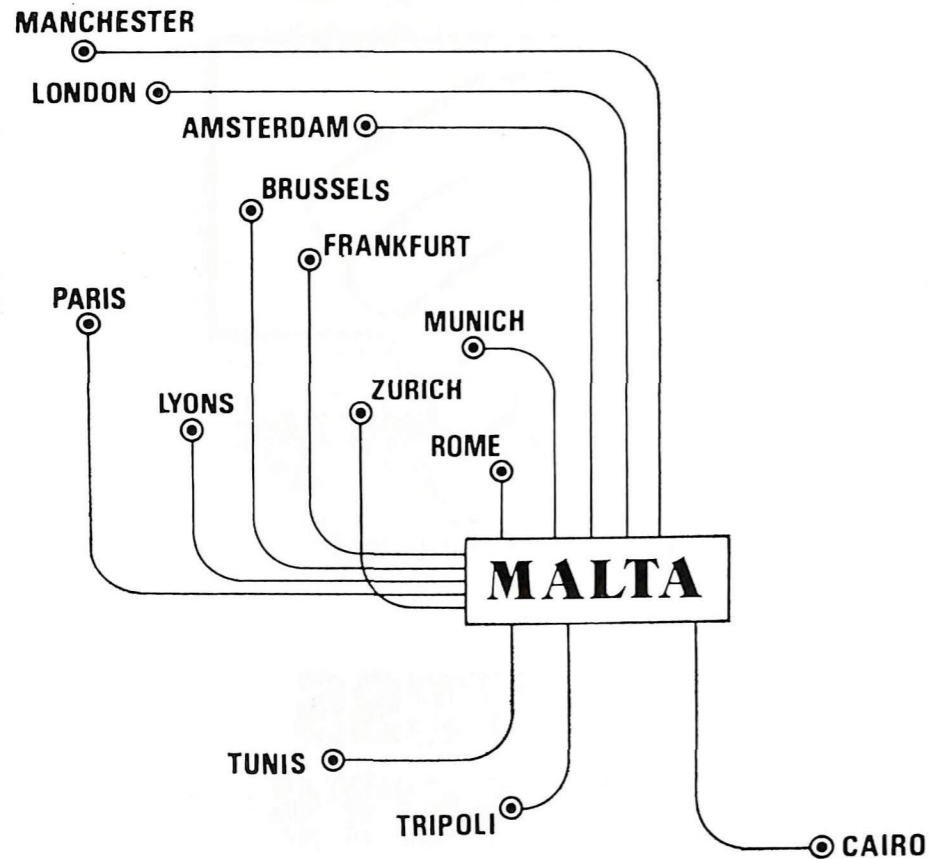 MANCHESTER
LONDON
AMSTERDAM
BRUSSELS
FRANKFURT
PARIS
MUNICH
ZURICH
LYONS
ROME
MALTA
TUNIS
TRIPOLI
CAIRO